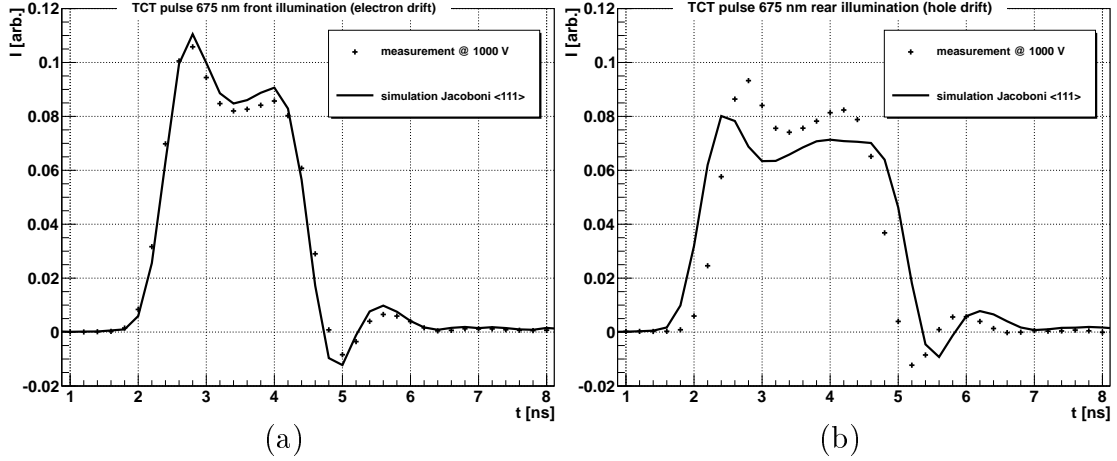 TCT pulse 675 nm front illumination (electron drift)
I [arb.]
0.12
0.1
0.08
0.06
0.04
0.02
0
-0.02
measurement @ 1000 V
simulation Jacoboni <111>
1 2 3 4 5 6 7 8
t [ns]
(a)
TCT pulse 675 nm rear illumination (hole drift)
I [arb.]
0.12
0.1
0.08
0.06
0.04
0.02
0
-0.02
measurement @ 1000 V
simulation Jacoboni <111>
1 2 3 4 5 6 7 8
t [ns]
(b)